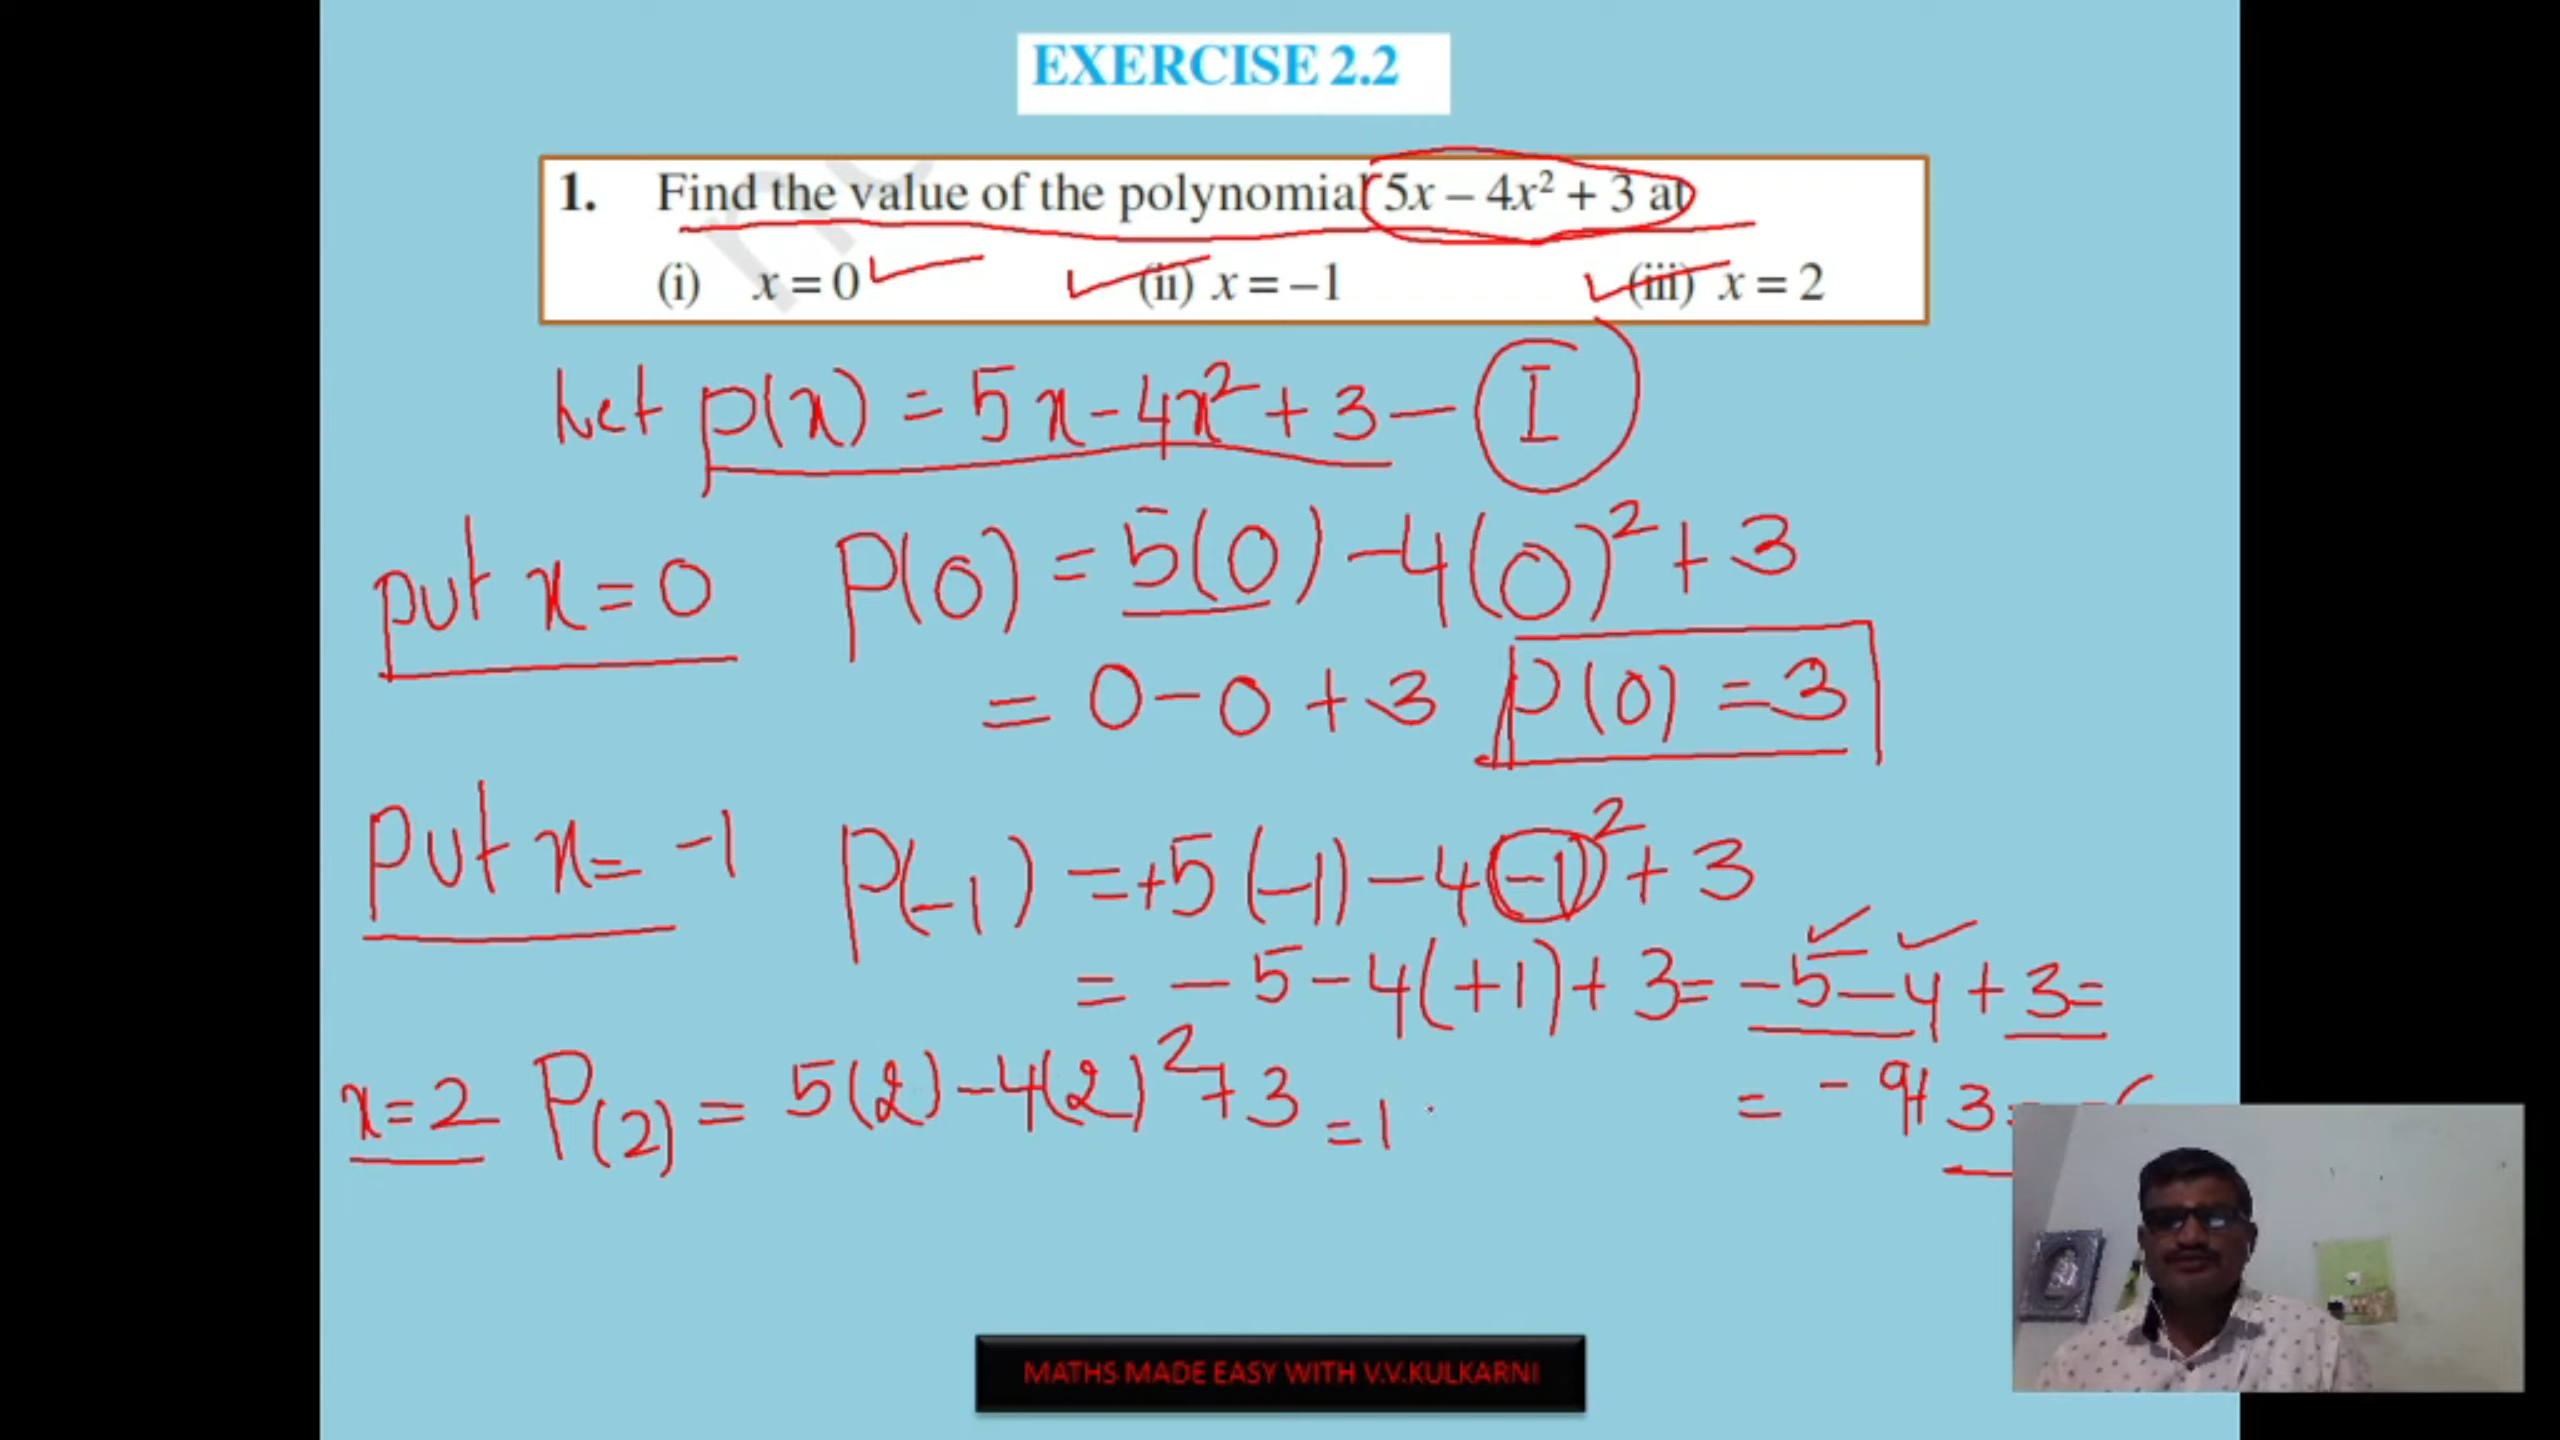 EXERCISE 2.2
1. Find the value of the polynomial 5x – 4x² + 3 at
(i) x = 0 (ii) x = –1 (iii) x = 2
Let p(x) = 5x - 4x² + 3 — I
put x = 0 P(0) = 5(0) - 4(0)² + 3
= 0 - 0 + 3 P(0) = 3
Put x = -1 P(-1) = +5(-1) - 4(-1)² + 3
= -5 - 4(+1) + 3 = -5 - 4 + 3 =
x = 2 P(2) = 5(2) - 4(2)² + 3 = 1
= -9 + 3 =
MATHS MADE EASY WITH V.V.KULKARNI